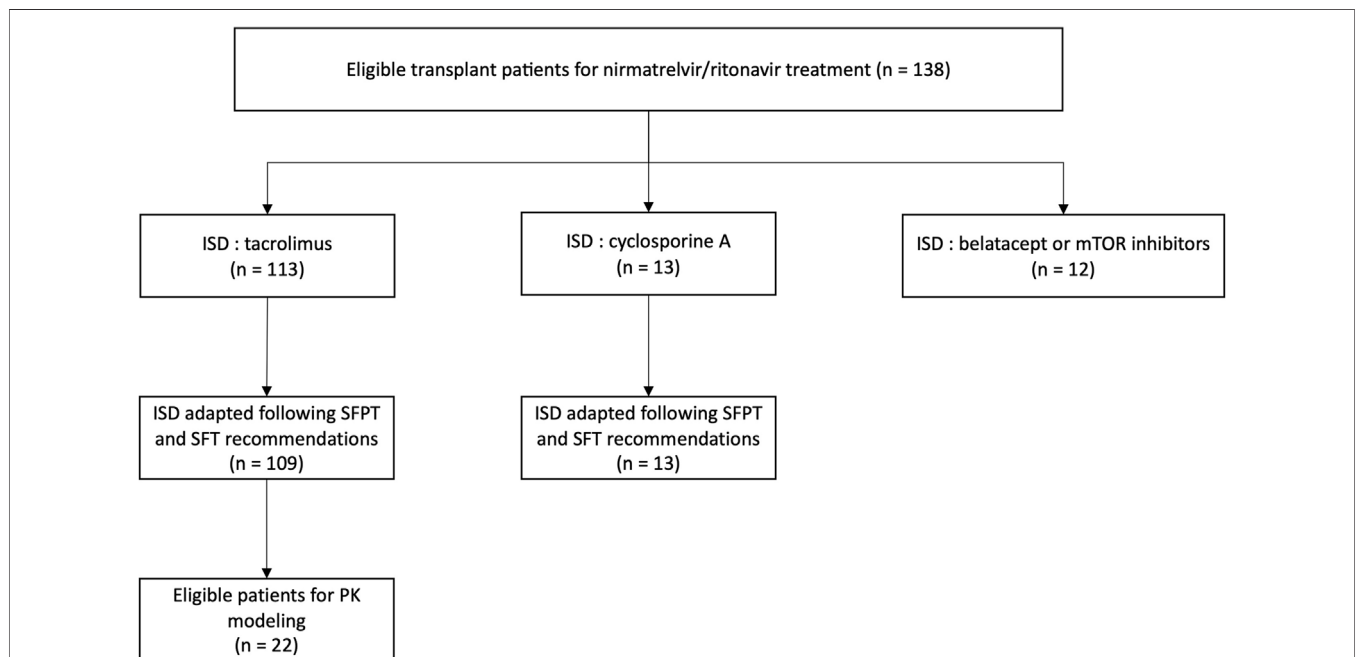 Eligible transplant patients for nirmatrelvir/ritonavir treatment (n = 138)
ISD : tacrolimus
(n = 113)
ISD : cyclosporine A
(n = 13)
ISD : belatacept or mTOR inhibitors
(n = 12)
ISD adapted following SFPT
and SFT recommendations
(n = 109)
ISD adapted following SFPT
and SFT recommendations
(n = 13)
Eligible patients for PK
modeling
(n = 22)